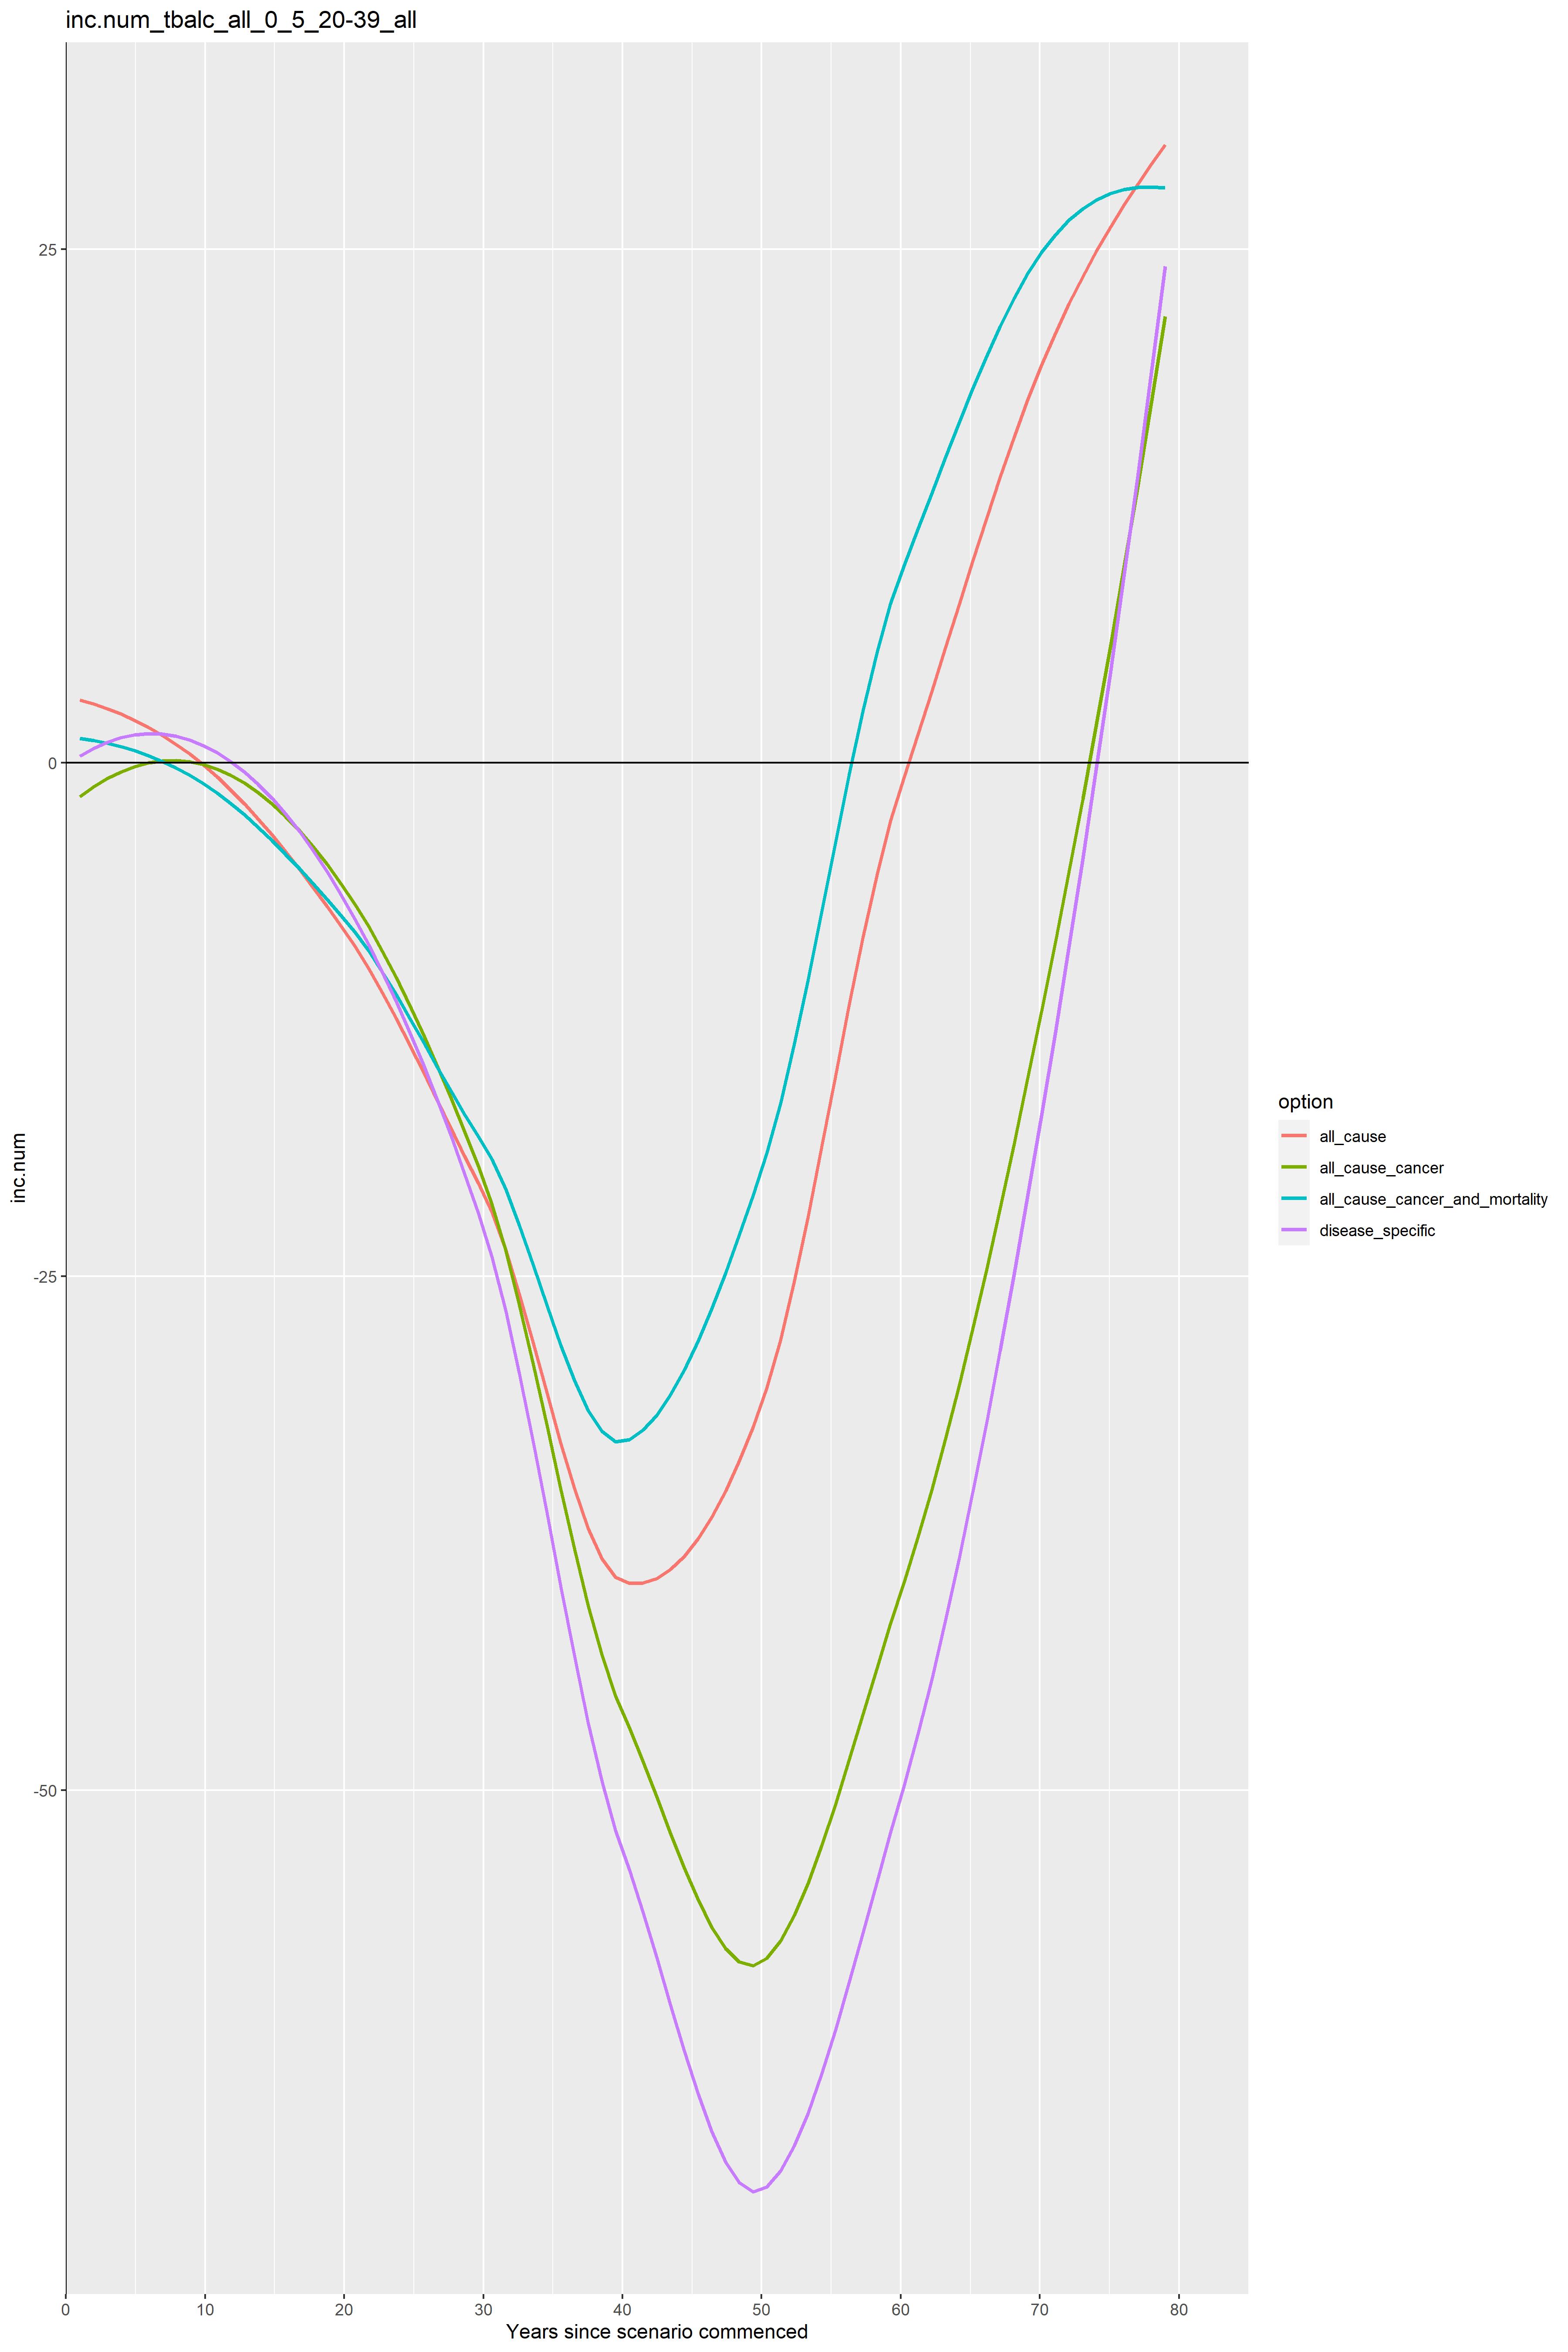 inc.num_tbalc_all_0_5_20-39_all
25
0
-25
-50
inc.num
0 10 20 30 40 50 60 70 80
Years since scenario commenced
option
all_cause
all_cause_cancer
all_cause_cancer_and_mortality
disease_specific